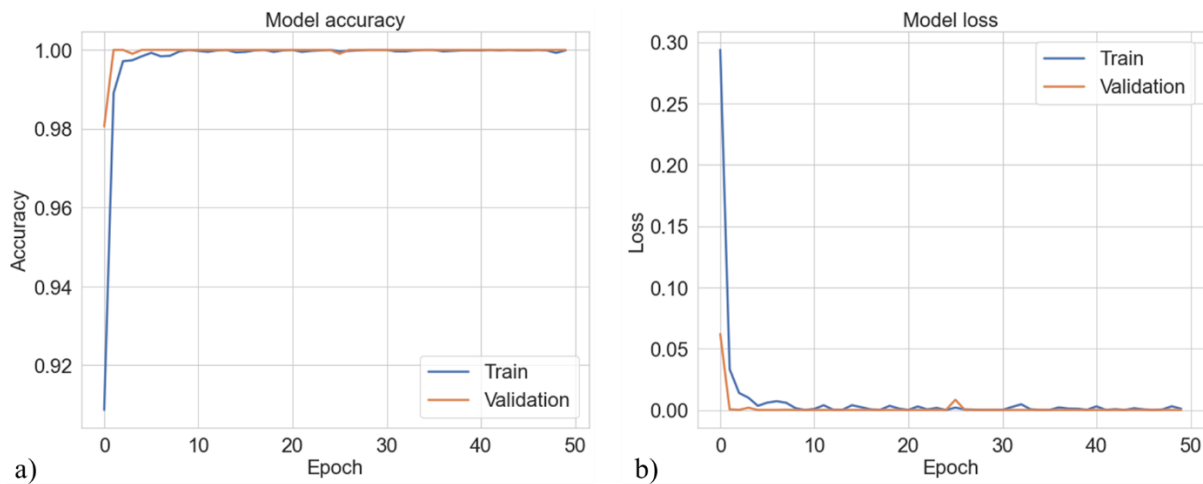 Model accuracy
1.00
0.98
0.96
0.94
0.92
Accuracy
Train
Validation
0 10 20 30 40 50
Epoch
a)
Model loss
0.30
0.25
0.20
0.15
0.10
0.05
0.00
Loss
Train
Validation
0 10 20 30 40 50
Epoch
b)